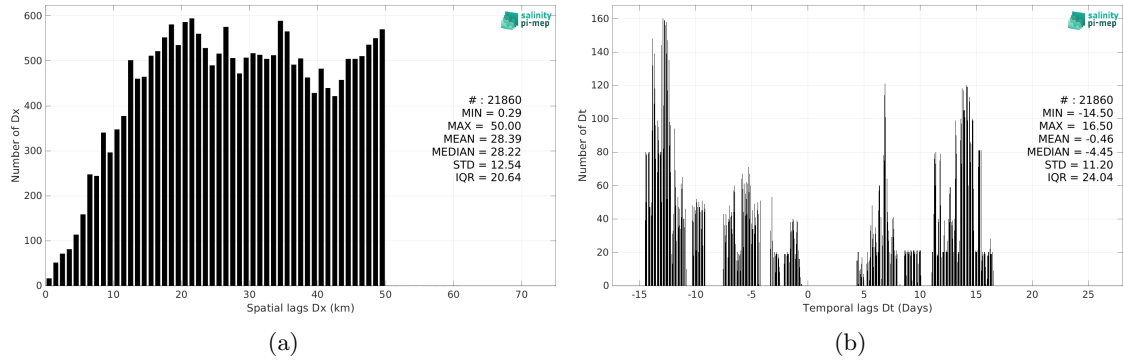 600
500
400
300
200
100
0
Number of Dx
0 10 20 30 40 50 60 70
Spatial lags Dx (km)
salinity
pi-mep
# : 21860
MIN = 0.29
MAX = 50.00
MEAN = 28.39
MEDIAN = 28.22
STD = 12.54
IQR = 20.64
(a)
160
140
120
100
80
60
40
20
0
Number of Dt
-15 -10 -5 0 5 10 15 20 25
Temporal lags Dt (Days)
salinity
pi-mep
# : 21860
MIN = -14.50
MAX = 16.50
MEAN = -0.46
MEDIAN = -4.45
STD = 11.20
IQR = 24.04
(b)